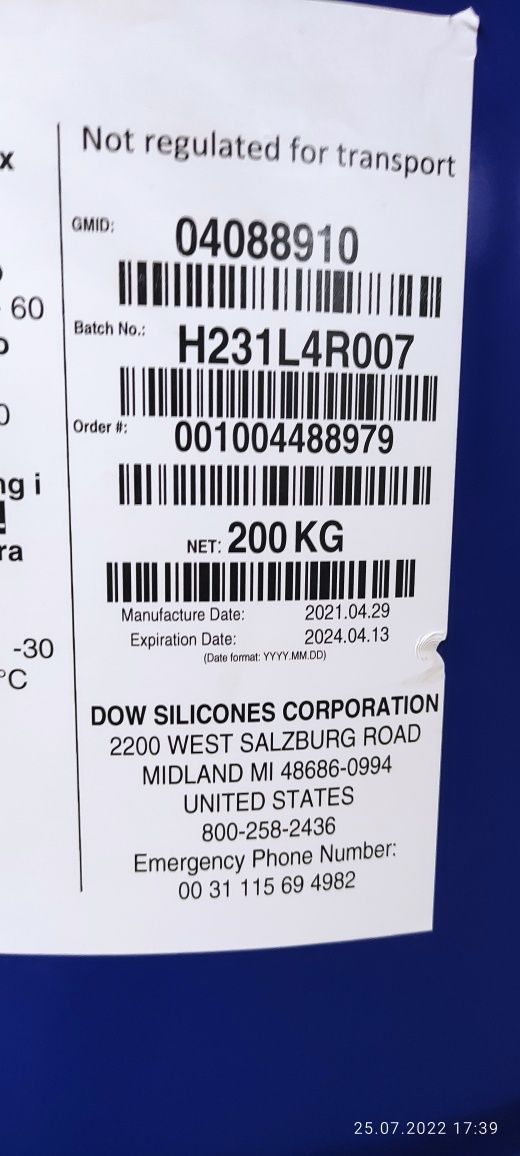 x
Not regulated for transport
GMID: 04088910
60
Batch No.: H231L4R007
Order #: 001004488979
ng i
ra
NET: 200 KG
Manufacture Date: 2021.04.29
Expiration Date: 2024.04.13
(Date format: YYYY.MM.DD)
-30
°C
DOW SILICONES CORPORATION
2200 WEST SALZBURG ROAD
MIDLAND MI 48686-0994
UNITED STATES
800-258-2436
Emergency Phone Number:
00 31 115 69 4982
25.07.2022 17:39